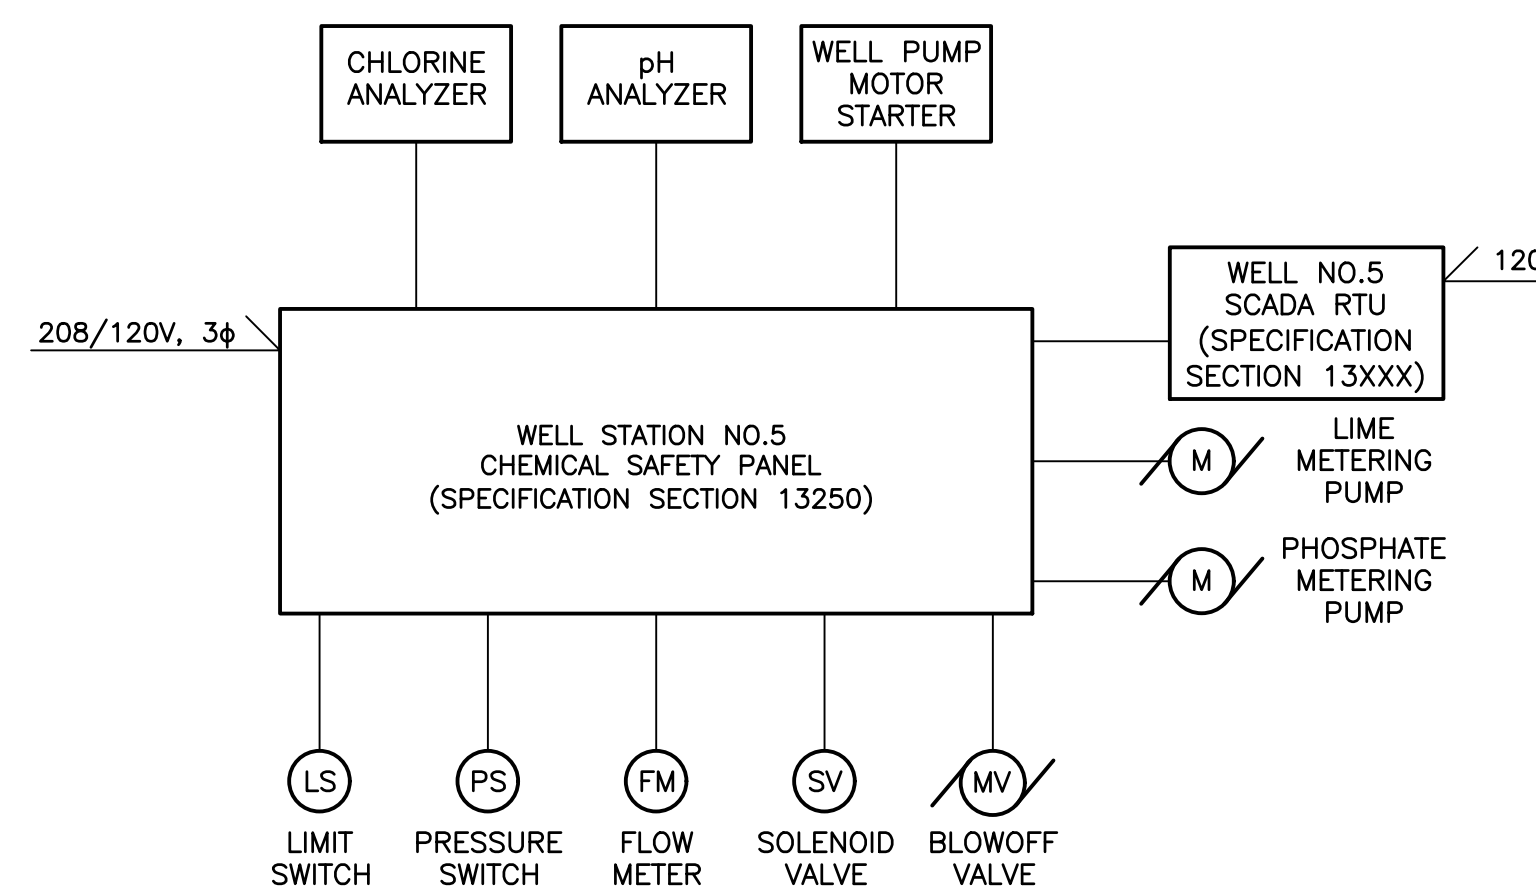 CHLORINE
ANALYZER
pH
ANALYZER
WELL PUMP
MOTOR
STARTER
208/120V, 3ϕ
WELL NO.5
SCADA RTU
(SPECIFICATION
SECTION 13XXX)
120
WELL STATION NO.5
CHEMICAL SAFETY PANEL
(SPECIFICATION SECTION 13250)
M
LIME
METERING
PUMP
M
PHOSPHATE
METERING
PUMP
LS
LIMIT
SWITCH
PS
PRESSURE
SWITCH
FM
FLOW
METER
SV
SOLENOID
VALVE
MV
BLOWOFF
VALVE